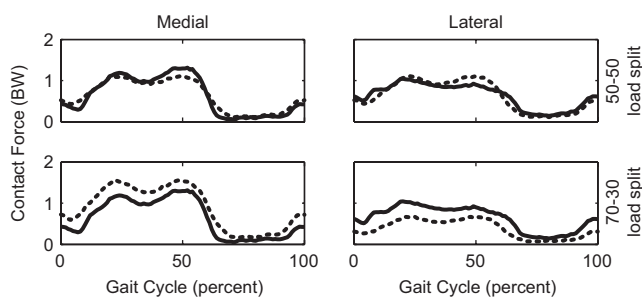 Medial Lateral
2
1
0
50-50
load split
2
1
0
70-30
load split
Contact Force (BW)
0 50 100 0 50 100
Gait Cycle (percent) Gait Cycle (percent)